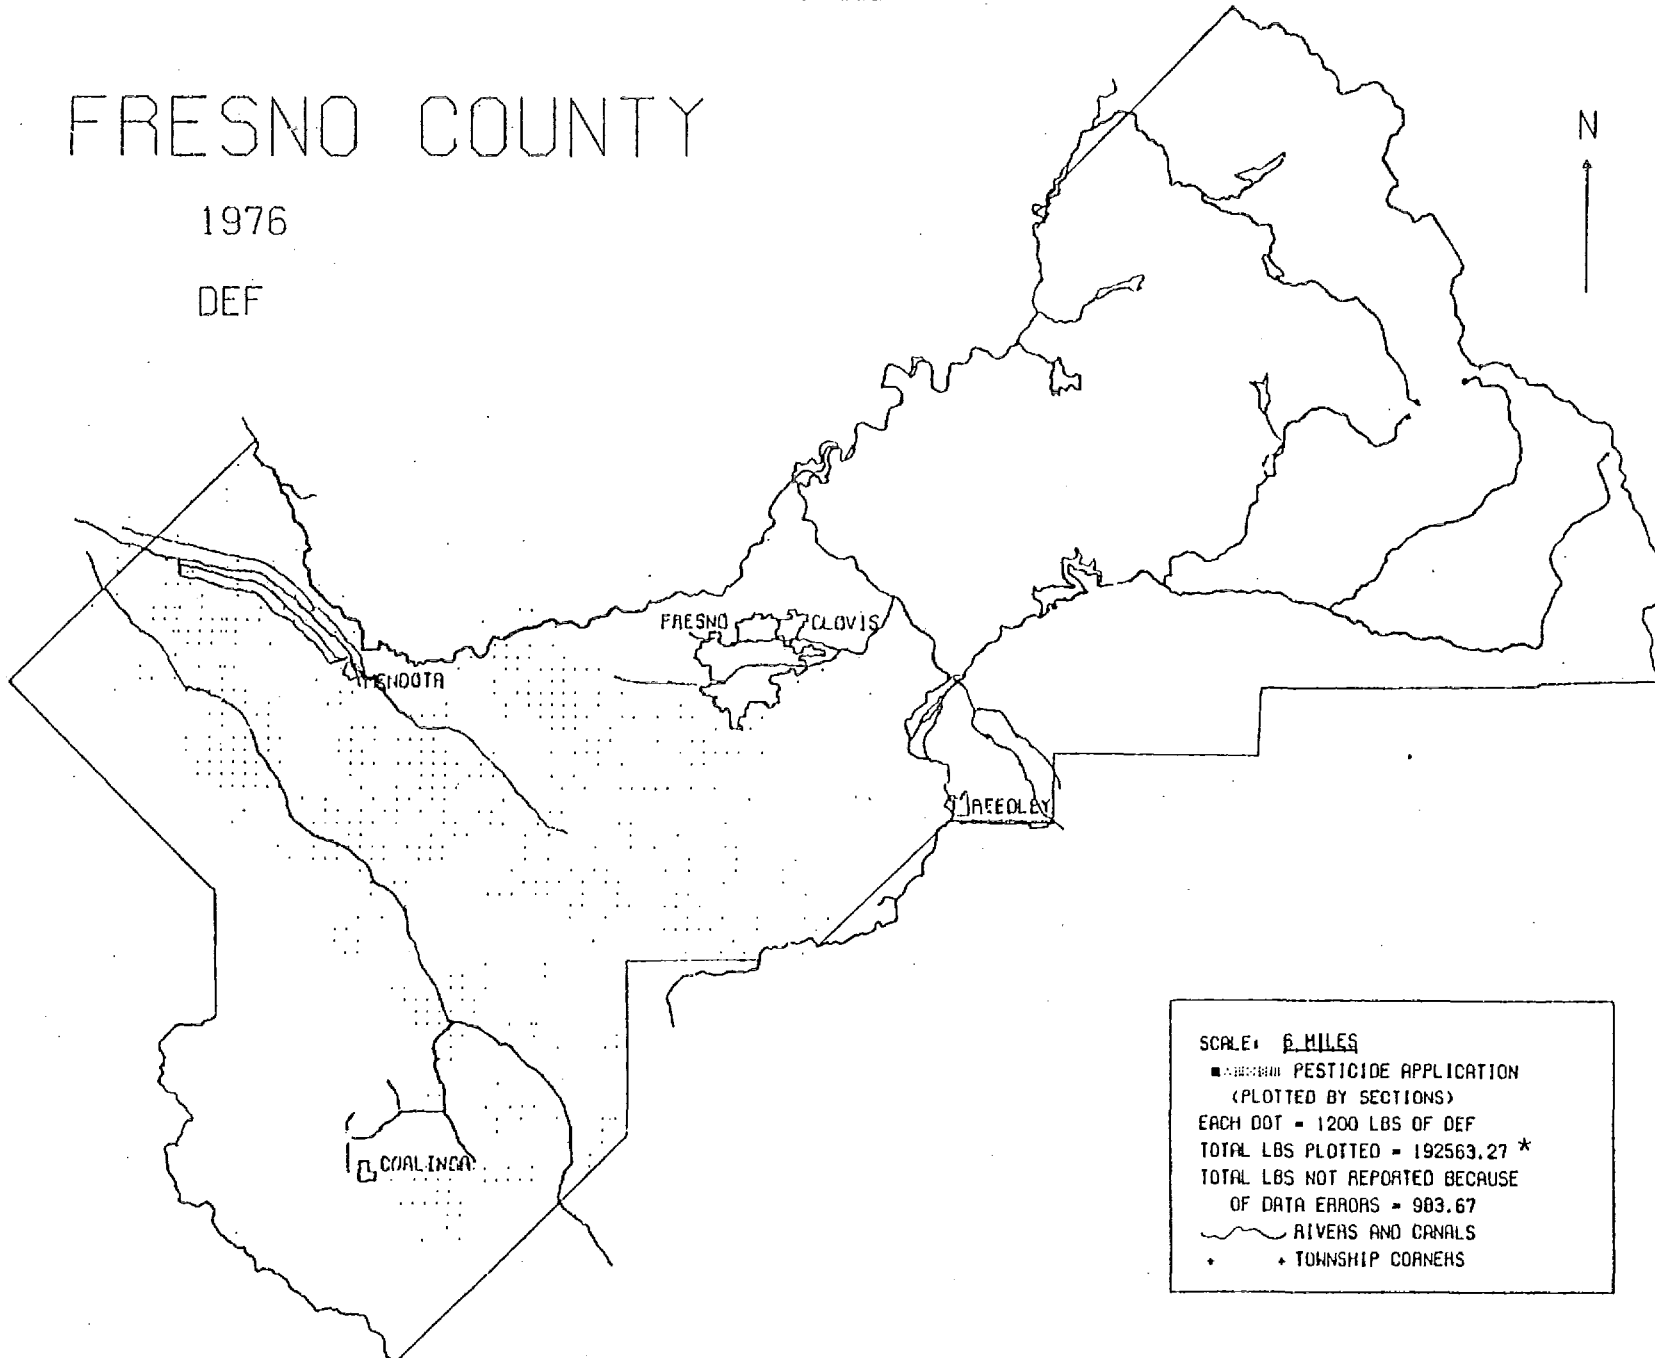 FRESNO COUNTY
N
1976
DEF
FRESNO
CLOVIS
MENDOTA
REEDLEY
COALINGA
SCALE: 6 MILES
PESTICIDE APPLICATION
(PLOTTED BY SECTIONS)
EACH DOT = 1200 LBS OF DEF
TOTAL LBS PLOTTED = 192563.27 *
TOTAL LBS NOT REPORTED BECAUSE
OF DATA ERRORS = 983.67
RIVERS AND CANALS
TOWNSHIP CORNERS